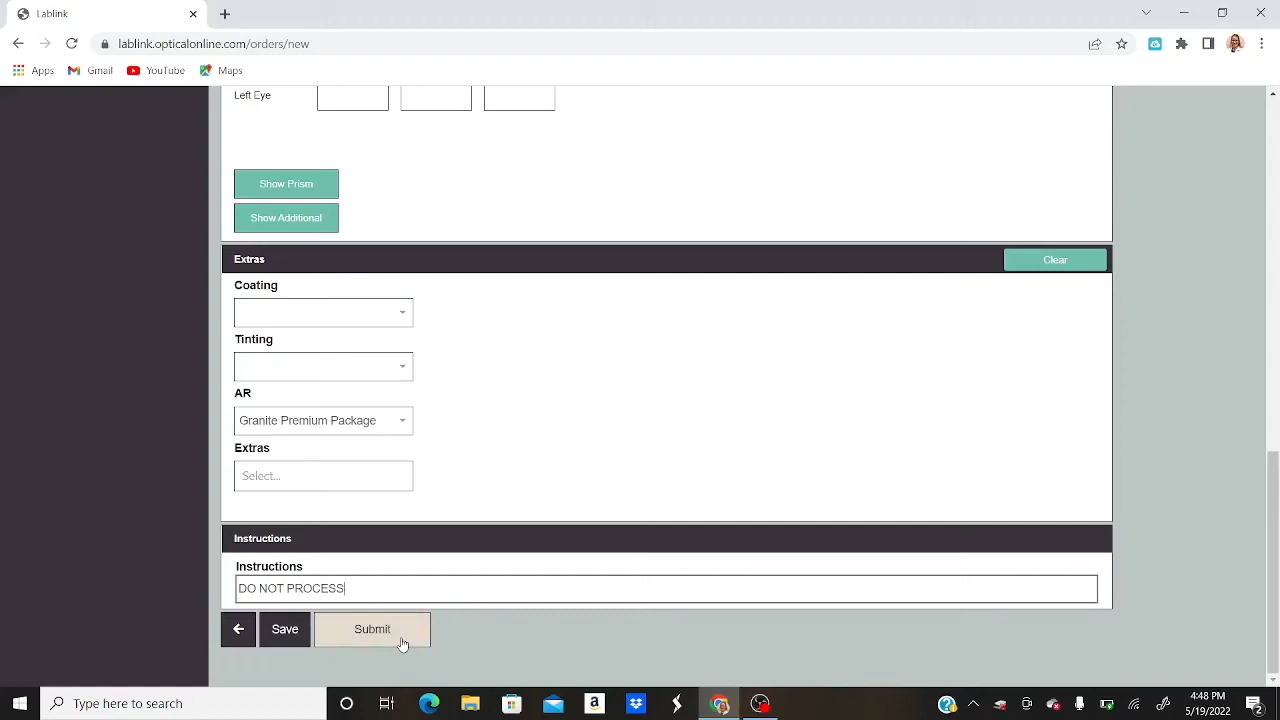 Lablink
lablink.opticalonline.com/orders/new
Apps Gmail YouTube Maps
Left Eye
Show Prism
Show Additional
Extras Clear
Coating
Tinting
AR
Granite Premium Package
Extras
Select...
Instructions
Instructions
DO NOT PROCESS
Save Submit
Type here to search
4:48 PM
5/19/2022
2